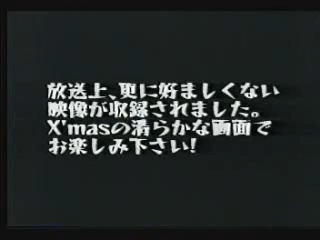 放送上、更に好ましくない
映像が収録されました。
X'masの清らかな画面で
お楽しみ下さい!